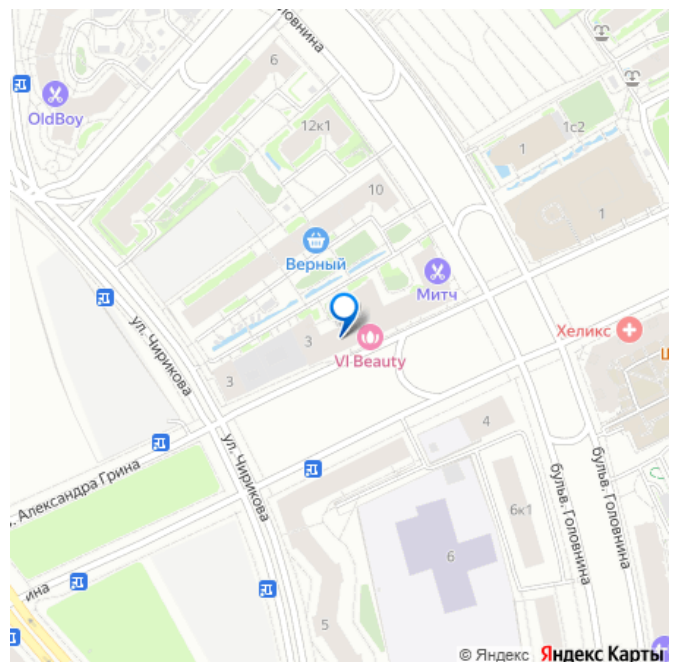 Головнина
6
OldBoy
12к1
1с2
1
10
1
Верный
Митч
ул. Чирикова
Хеликс
3
VI Beauty
3
4
ул. Чирикова
. Александра Грина
бульв. Головнина
бульв. Головнина
6к1
6
ина
5
© Яндекс Яндекс Карты